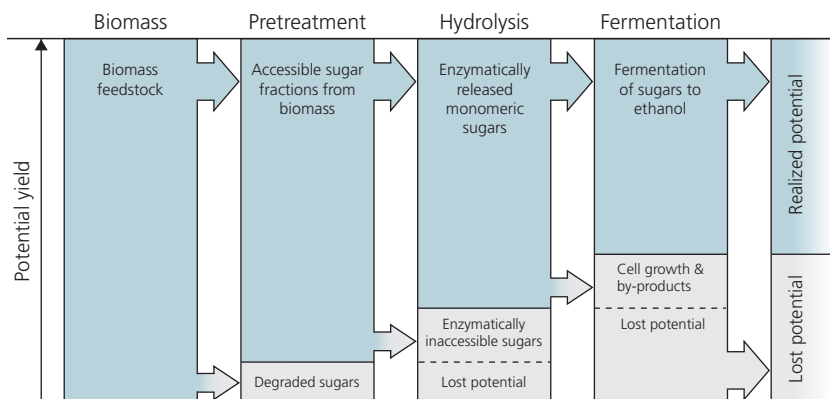 Biomass
Pretreatment
Hydrolysis
Fermentation
Potential yield
Biomass
feedstock
Accessible sugar
fractions from
biomass
Degraded sugars
Enzymatically
released
monomeric
sugars
Enzymatically
inaccessible sugars
Lost potential
Fermentation
of sugars to
ethanol
Cell growth &
by-products
Lost potential
Realized potential
Lost potential